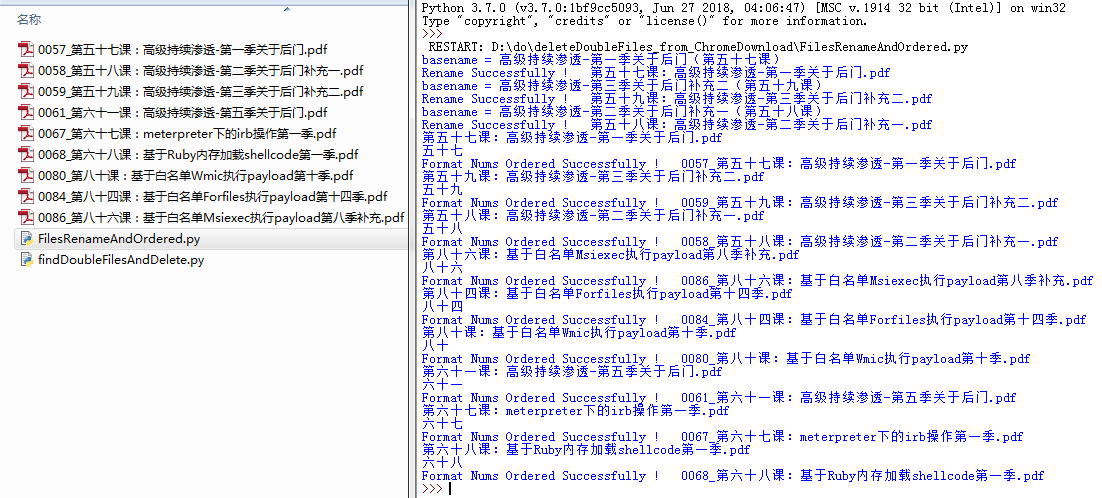 名称
0057_第五十七课：高级持续渗透-第一季关于后门.pdf
0058_第五十八课：高级持续渗透-第二季关于后门补充一.pdf
0059_第五十九课：高级持续渗透-第三季关于后门补充二.pdf
0061_第六十一课：高级持续渗透-第五季关于后门.pdf
0067_第六十七课：meterpreter下的irb操作第一季.pdf
0068_第六十八课：基于Ruby内存加载shellcode第一季.pdf
0080_第八十课：基于白名单Wmic执行payload第十季.pdf
0084_第八十四课：基于白名单Forfiles执行payload第十四季.pdf
0086_第八十六课：基于白名单Msiexec执行payload第八季补充.pdf
FilesRenameAndOrdered.py
findDoubleFilesAndDelete.py
Python 3.7.0 (v3.7.0:1bf9cc5093, Jun 27 2018, 04:06:47) [MSC v.1914 32 bit (Intel)] on win32
Type "copyright", "credits" or "license()" for more information.
>>>
RESTART: D:\do\deleteDoubleFiles_from_ChromeDownload\FilesRenameAndOrdered.py
basename = 高级持续渗透-第一季关于后门（第五十七课）
Rename Successfully ! 第五十七课：高级持续渗透-第一季关于后门.pdf
basename = 高级持续渗透-第三季关于后门补充二（第五十九课）
Rename Successfully ! 第五十九课：高级持续渗透-第三季关于后门补充二.pdf
basename = 高级持续渗透-第二季关于后门补充一（第五十八课）
Rename Successfully ! 第五十八课：高级持续渗透-第二季关于后门补充一.pdf
第五十七课：高级持续渗透-第一季关于后门.pdf
五十七
Format Nums Ordered Successfully ! 0057_第五十七课：高级持续渗透-第一季关于后门.pdf
第五十九课：高级持续渗透-第三季关于后门补充二.pdf
五十九
Format Nums Ordered Successfully ! 0059_第五十九课：高级持续渗透-第三季关于后门补充二.pdf
第五十八课：高级持续渗透-第二季关于后门补充一.pdf
五十八
Format Nums Ordered Successfully ! 0058_第五十八课：高级持续渗透-第二季关于后门补充一.pdf
第八十六课：基于白名单Msiexec执行payload第八季补充.pdf
八十六
Format Nums Ordered Successfully ! 0086_第八十六课：基于白名单Msiexec执行payload第八季补充.pdf
第八十四课：基于白名单Forfiles执行payload第十四季.pdf
八十四
Format Nums Ordered Successfully ! 0084_第八十四课：基于白名单Forfiles执行payload第十四季.pdf
第八十课：基于白名单Wmic执行payload第十季.pdf
八十
Format Nums Ordered Successfully ! 0080_第八十课：基于白名单Wmic执行payload第十季.pdf
第六十一课：高级持续渗透-第五季关于后门.pdf
六十一
Format Nums Ordered Successfully ! 0061_第六十一课：高级持续渗透-第五季关于后门.pdf
第六十七课：meterpreter下的irb操作第一季.pdf
六十七
Format Nums Ordered Successfully ! 0067_第六十七课：meterpreter下的irb操作第一季.pdf
第六十八课：基于Ruby内存加载shellcode第一季.pdf
六十八
Format Nums Ordered Successfully ! 0068_第六十八课：基于Ruby内存加载shellcode第一季.pdf
>>>